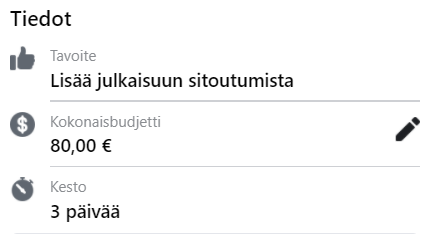 Tiedot
Tavoite
Lisää julkaisuun sitoutumista
Kokonaisbudjetti
80,00 €
Kesto
3 päivää